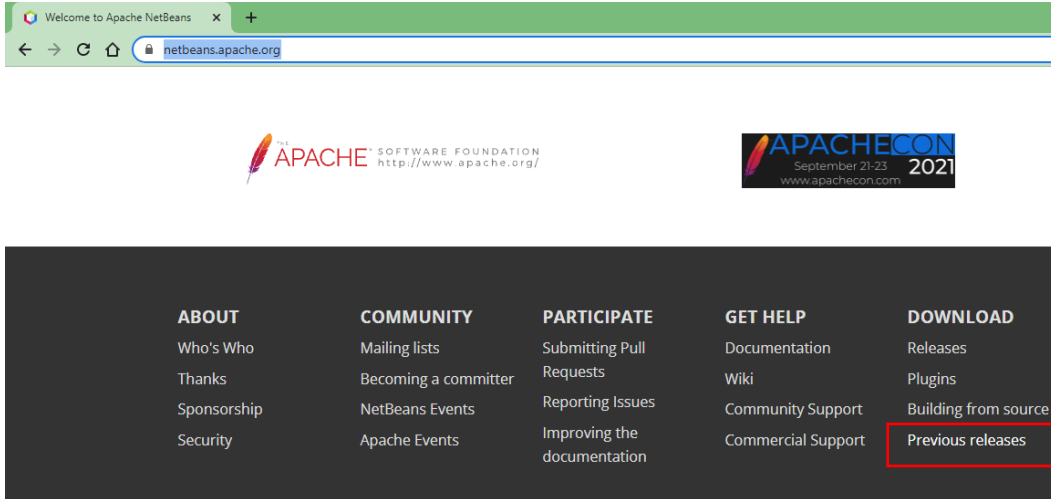 Welcome to Apache NetBeans
netbeans.apache.org
THE
APACHE™ SOFTWARE FOUNDATION
http://www.apache.org/
APACHECON
September 21-23 2021
www.apachecon.com
ABOUT
Who's Who
Thanks
Sponsorship
Security
COMMUNITY
Mailing lists
Becoming a committer
NetBeans Events
Apache Events
PARTICIPATE
Submitting Pull
Requests
Reporting Issues
Improving the
documentation
GET HELP
Documentation
Wiki
Community Support
Commercial Support
DOWNLOAD
Releases
Plugins
Building from source
Previous releases